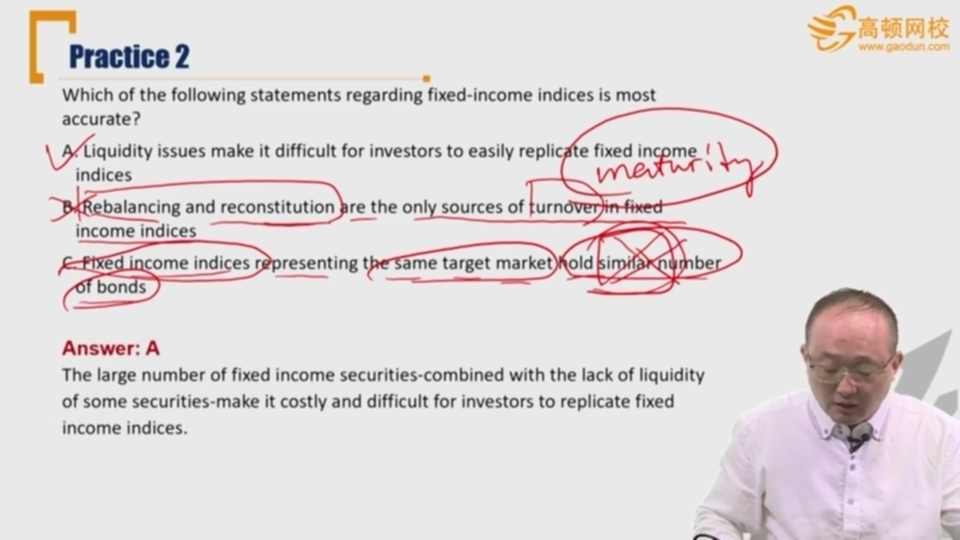 Practice 2
高顿网校
www.gaodun.com
Which of the following statements regarding fixed-income indices is most
accurate?
A. Liquidity issues make it difficult for investors to easily replicate fixed income
indices
maturity
B. Rebalancing and reconstitution are the only sources of turnover in fixed
income indices
C. Fixed income indices representing the same target market hold similar number
of bonds
Answer: A
The large number of fixed income securities-combined with the lack of liquidity
of some securities-make it costly and difficult for investors to replicate fixed
income indices.